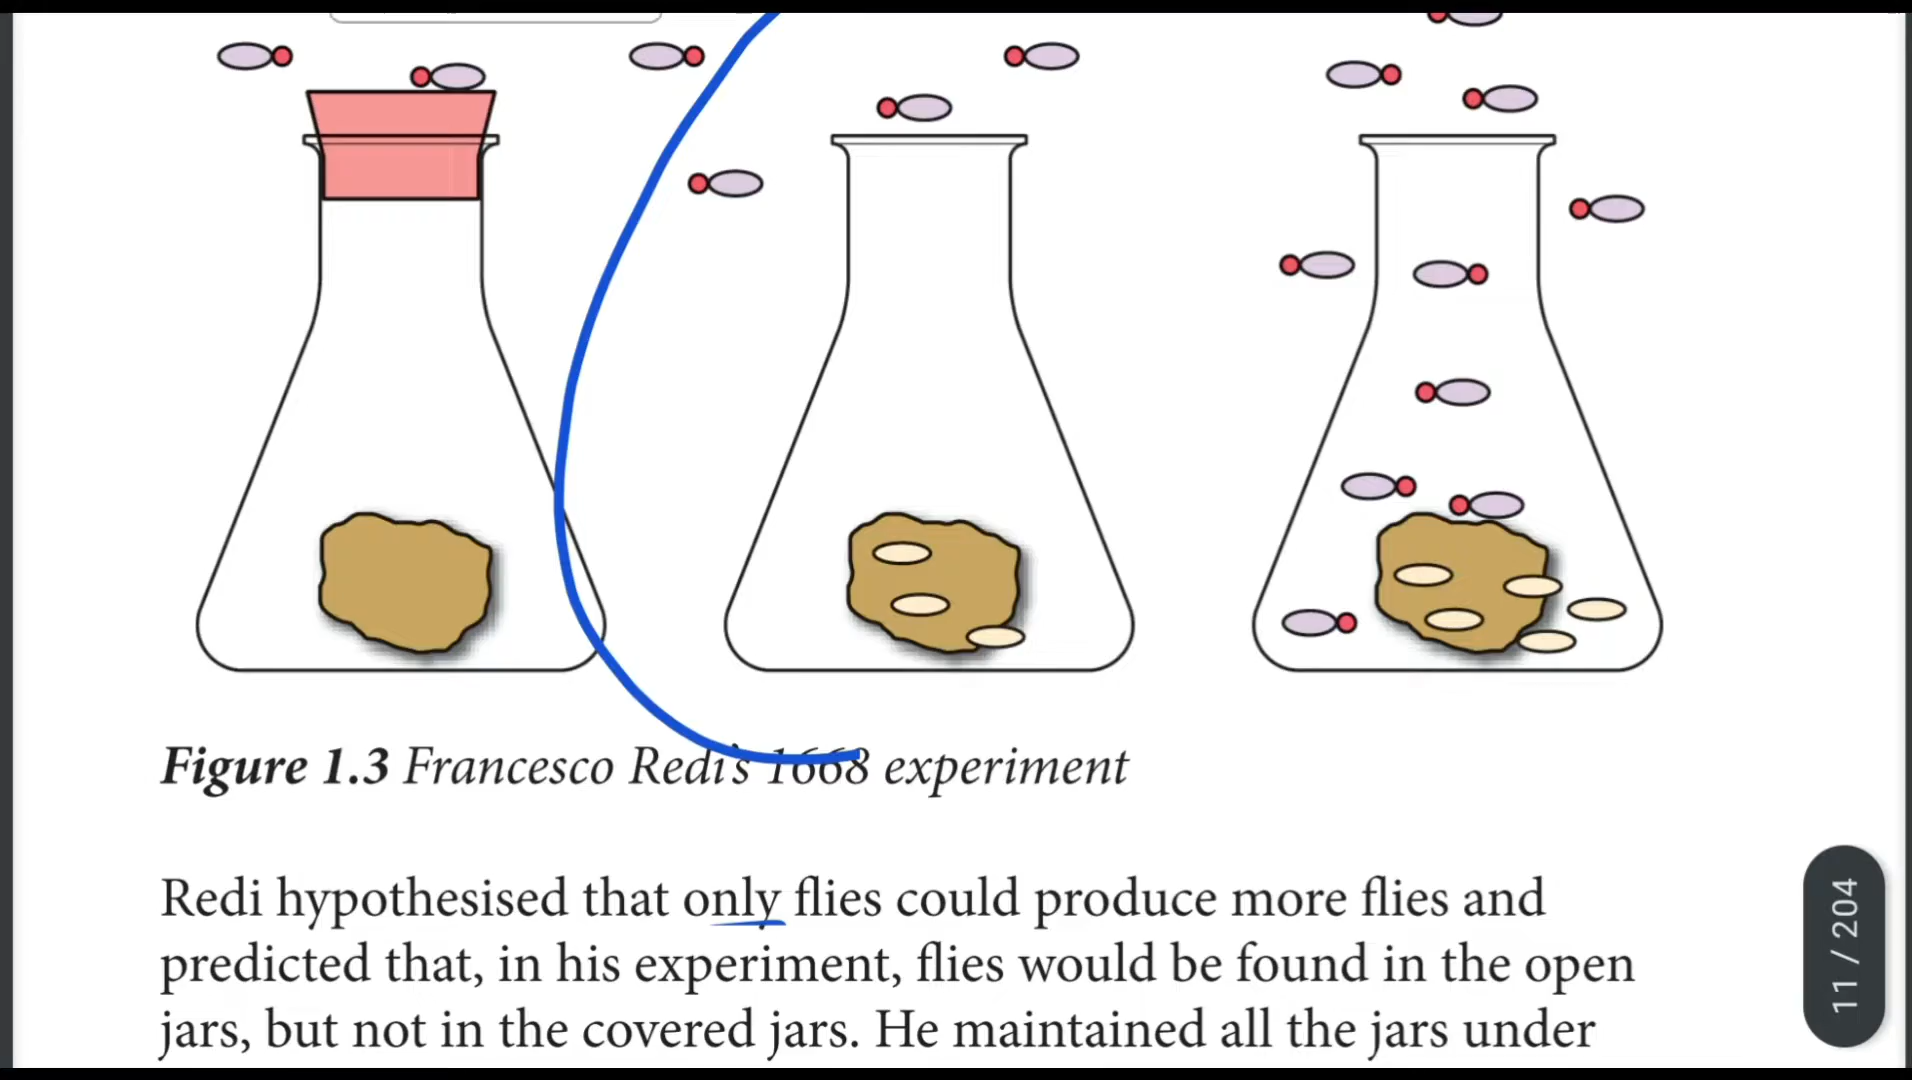 Figure 1.3 Francesco Redi's 1668 experiment
Redi hypothesised that only flies could produce more flies and
predicted that, in his experiment, flies would be found in the open
jars, but not in the covered jars. He maintained all the jars under
11 / 204